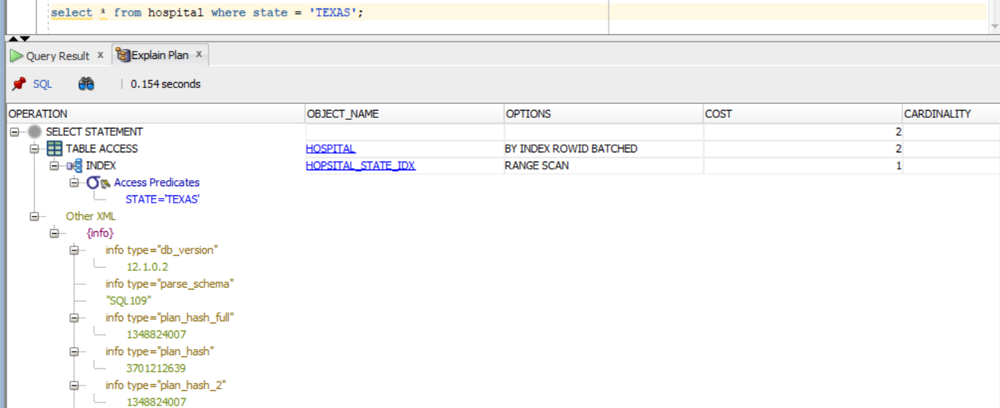 select * from hospital where state = 'TEXAS';
Query Result x Explain Plan x
SQL | 0.154 seconds
OPERATION OBJECT_NAME OPTIONS COST CARDINALITY
SELECT STATEMENT 2
TABLE ACCESS HOSPITAL BY INDEX ROWID BATCHED 2
INDEX HOPSITAL_STATE_IDX RANGE SCAN 1
Access Predicates
STATE='TEXAS'
Other XML
{info}
info type="db_version"
12.1.0.2
info type="parse_schema"
"SQL109"
info type="plan_hash_full"
1348824007
info type="plan_hash"
3701212639
info type="plan_hash_2"
1348824007